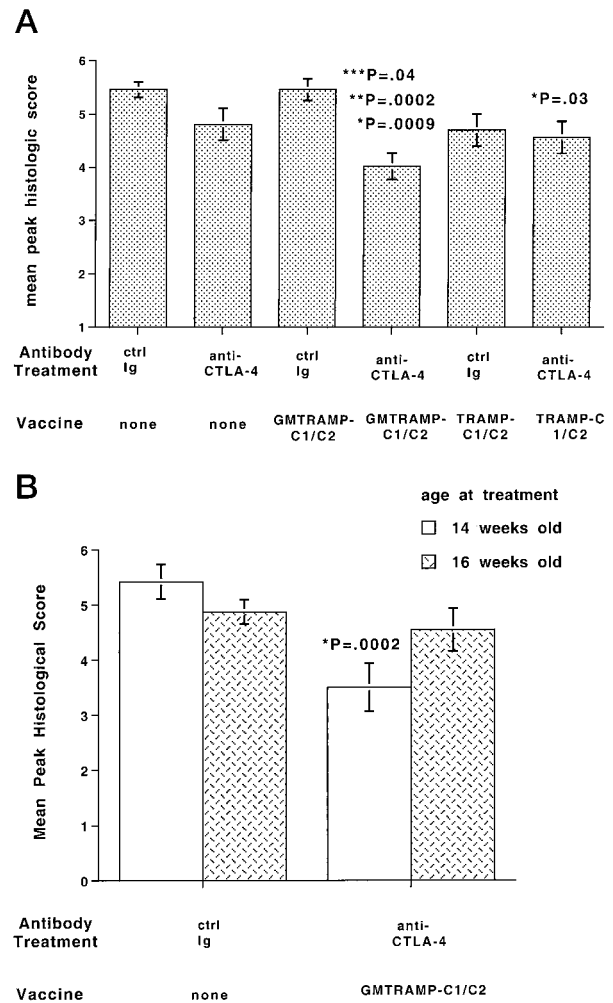 A
mean peak histologic score
6
5
4
3
2
1
***P=.04
**P=.0002
*P=.0009
*P=.03
Antibody Treatment
ctrl Ig
anti-CTLA-4
ctrl Ig
anti-CTLA-4
ctrl Ig
anti-CTLA-4
Vaccine
none
none
GMTRAMP-C1/C2
GMTRAMP-C1/C2
TRAMP-C1/C2
TRAMP-C1/C2
B
age at treatment
14 weeks old
16 weeks old
Mean Peak Histological Score
6
5
4
3
2
1
0
*P=.0002
Antibody Treatment
ctrl Ig
anti-CTLA-4
Vaccine
none
GMTRAMP-C1/C2